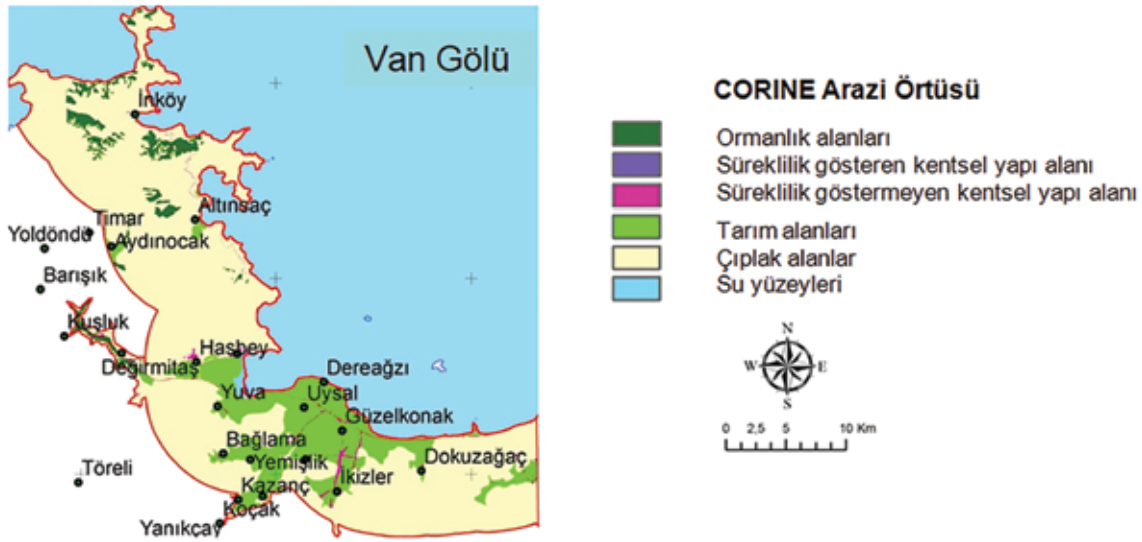 Van Gölü
İnköy
Altınsaç
Timar
Yoldöndü
Aydınocak
Barışık
Kuşluk
Hasbey
Değirmitaş
Dereağzı
Yuva
Uysal
Güzelkonak
Bağlama
Yemişlik
Dokuzağaç
Töreli
İkizler
Kazanç
Koçak
Yanıkçay
CORINE Arazi Örtüsü
Ormanlık alanları
Süreklilik gösteren kentsel yapı alanı
Süreklilik göstermeyen kentsel yapı alanı
Tarım alanları
Çıplak alanlar
Su yüzeyleri
N
W E
S
0 2,5 5 10 Km